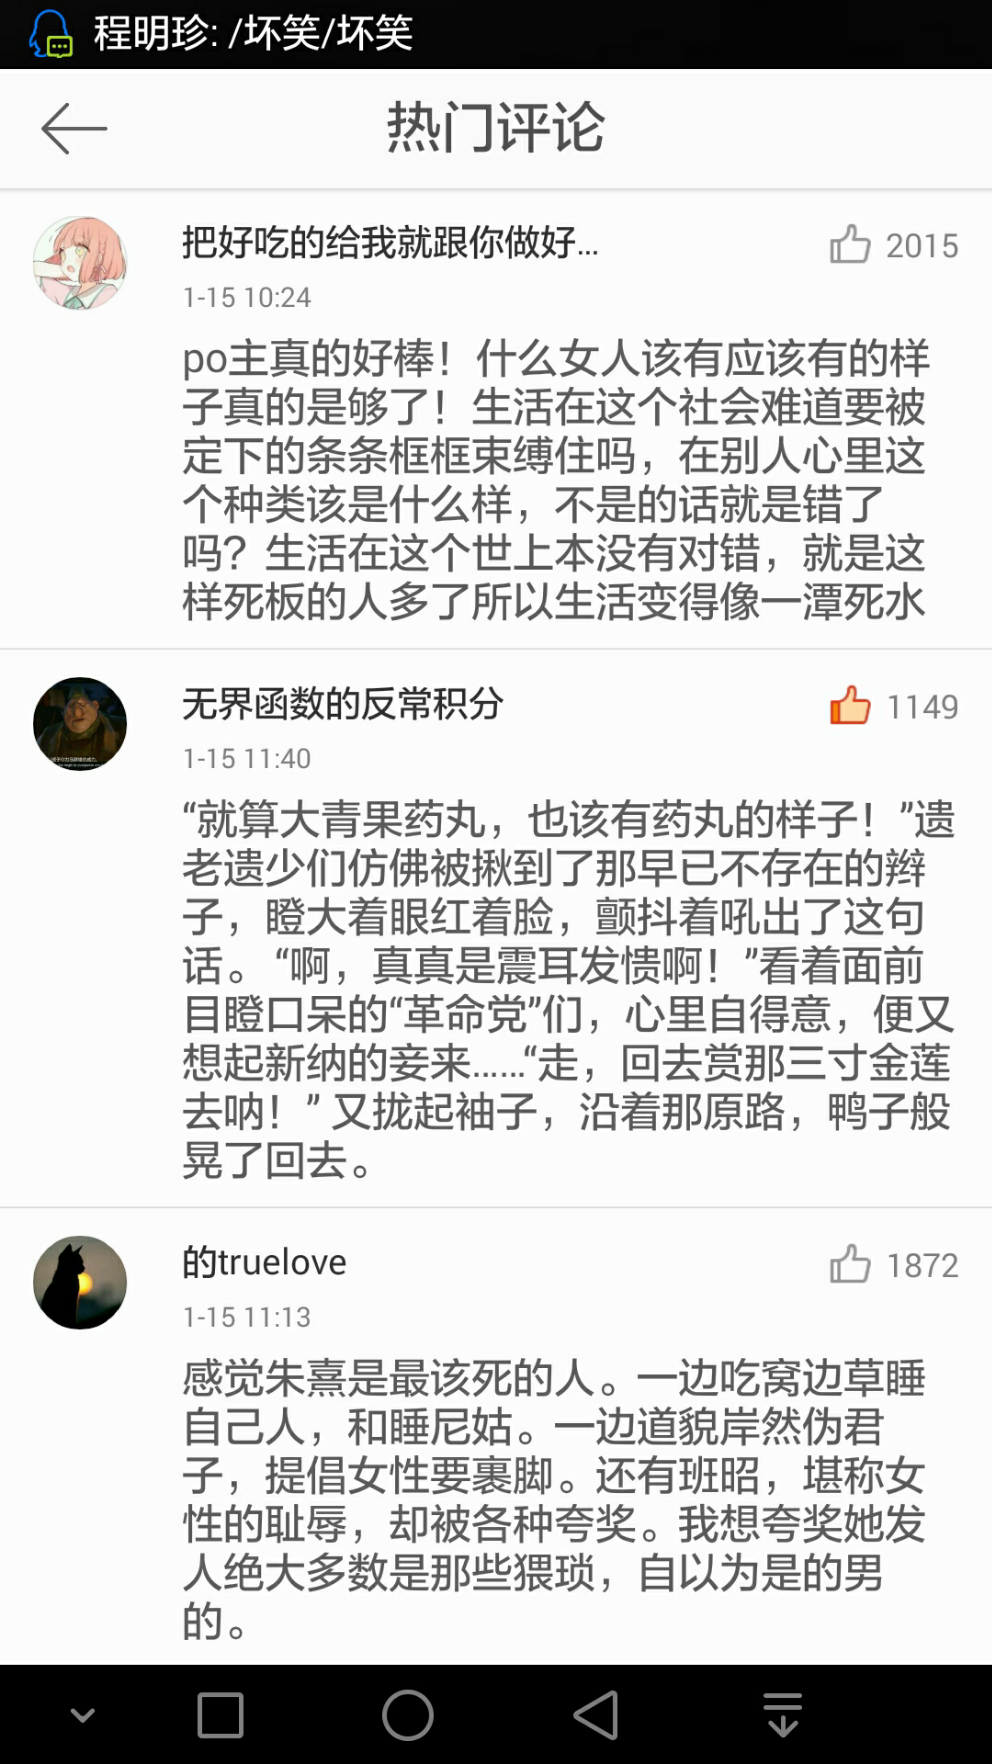 程明珍: /坏笑/坏笑
热门评论
把好吃的给我就跟你做好...
2015
1-15 10:24
po主真的好棒！什么女人该有应该有的样
子真的是够了！生活在这个社会难道要被
定下的条条框框束缚住吗，在别人心里这
个种类该是什么样，不是的话就是错了
吗？生活在这个世上本没有对错，就是这
样死板的人多了所以生活变得像一潭死水
无界函数的反常积分
1149
1-15 11:40
“就算大青果药丸，也该有药丸的样子！”遗
老遗少们仿佛被揪到了那早已不存在的辫
子，瞪大着眼红着脸，颤抖着吼出了这句
话。“啊，真真是震耳发愦啊！”看着面前
目瞪口呆的“革命党”们，心里自得意，便又
想起新纳的妾来......“走，回去赏那三寸金莲
去呐！” 又拢起袖子，沿着那原路，鸭子般
晃了回去。
的truelove
1872
1-15 11:13
感觉朱熹是最该死的人。一边吃窝边草睡
自己人，和睡尼姑。一边道貌岸然伪君
子，提倡女性要裹脚。还有班昭，堪称女
性的耻辱，却被各种夸奖。我想夸奖她发
人绝大多数是那些猥琐，自以为是的男
的。